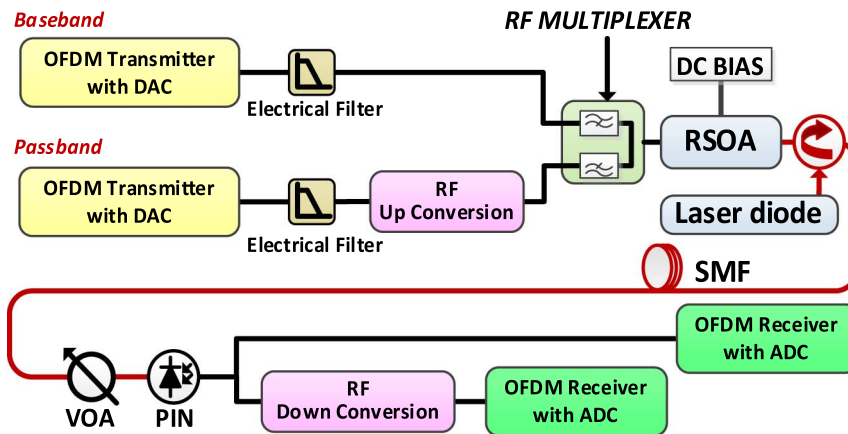 Baseband
OFDM Transmitter
with DAC
Electrical Filter
RF MULTIPLEXER
DC BIAS
RSOA
Laser diode
Passband
OFDM Transmitter
with DAC
Electrical Filter
RF
Up Conversion
SMF
OFDM Receiver
with ADC
VOA
PIN
RF
Down Conversion
OFDM Receiver
with ADC